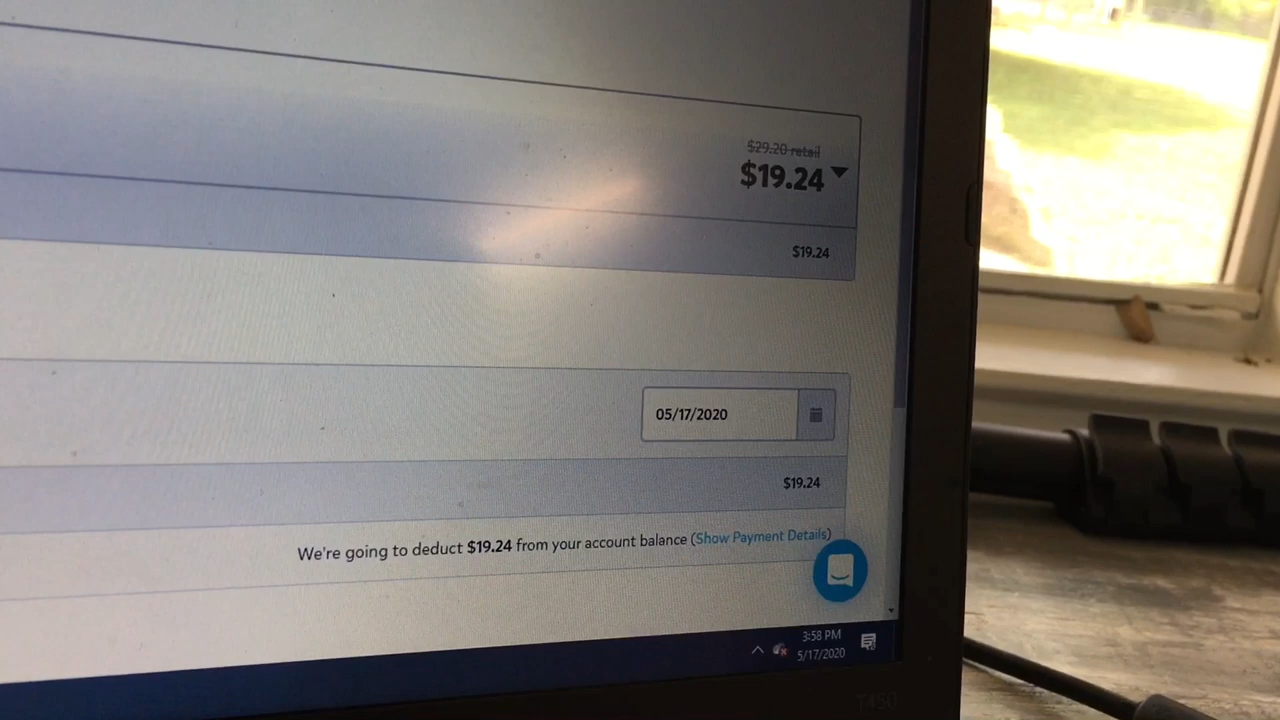 $29.20 retail
$19.24
$19.24
05/17/2020
$19.24
We're going to deduct $19.24 from your account balance (Show Payment Details)
3:58 PM
5/17/2020
T450